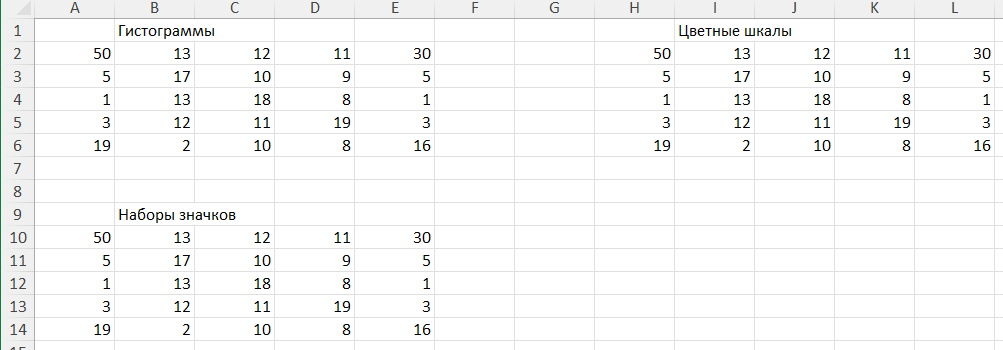 A B C D E F G H I J K L
1 Гистограммы Цветные шкалы
2 50 13 12 11 30 50 13 12 11 30
3 5 17 10 9 5 5 17 10 9 5
4 1 13 18 8 1 1 13 18 8 1
5 3 12 11 19 3 3 12 11 19 3
6 19 2 10 8 16 19 2 10 8 16
7
8
9 Наборы значков
10 50 13 12 11 30
11 5 17 10 9 5
12 1 13 18 8 1
13 3 12 11 19 3
14 19 2 10 8 16